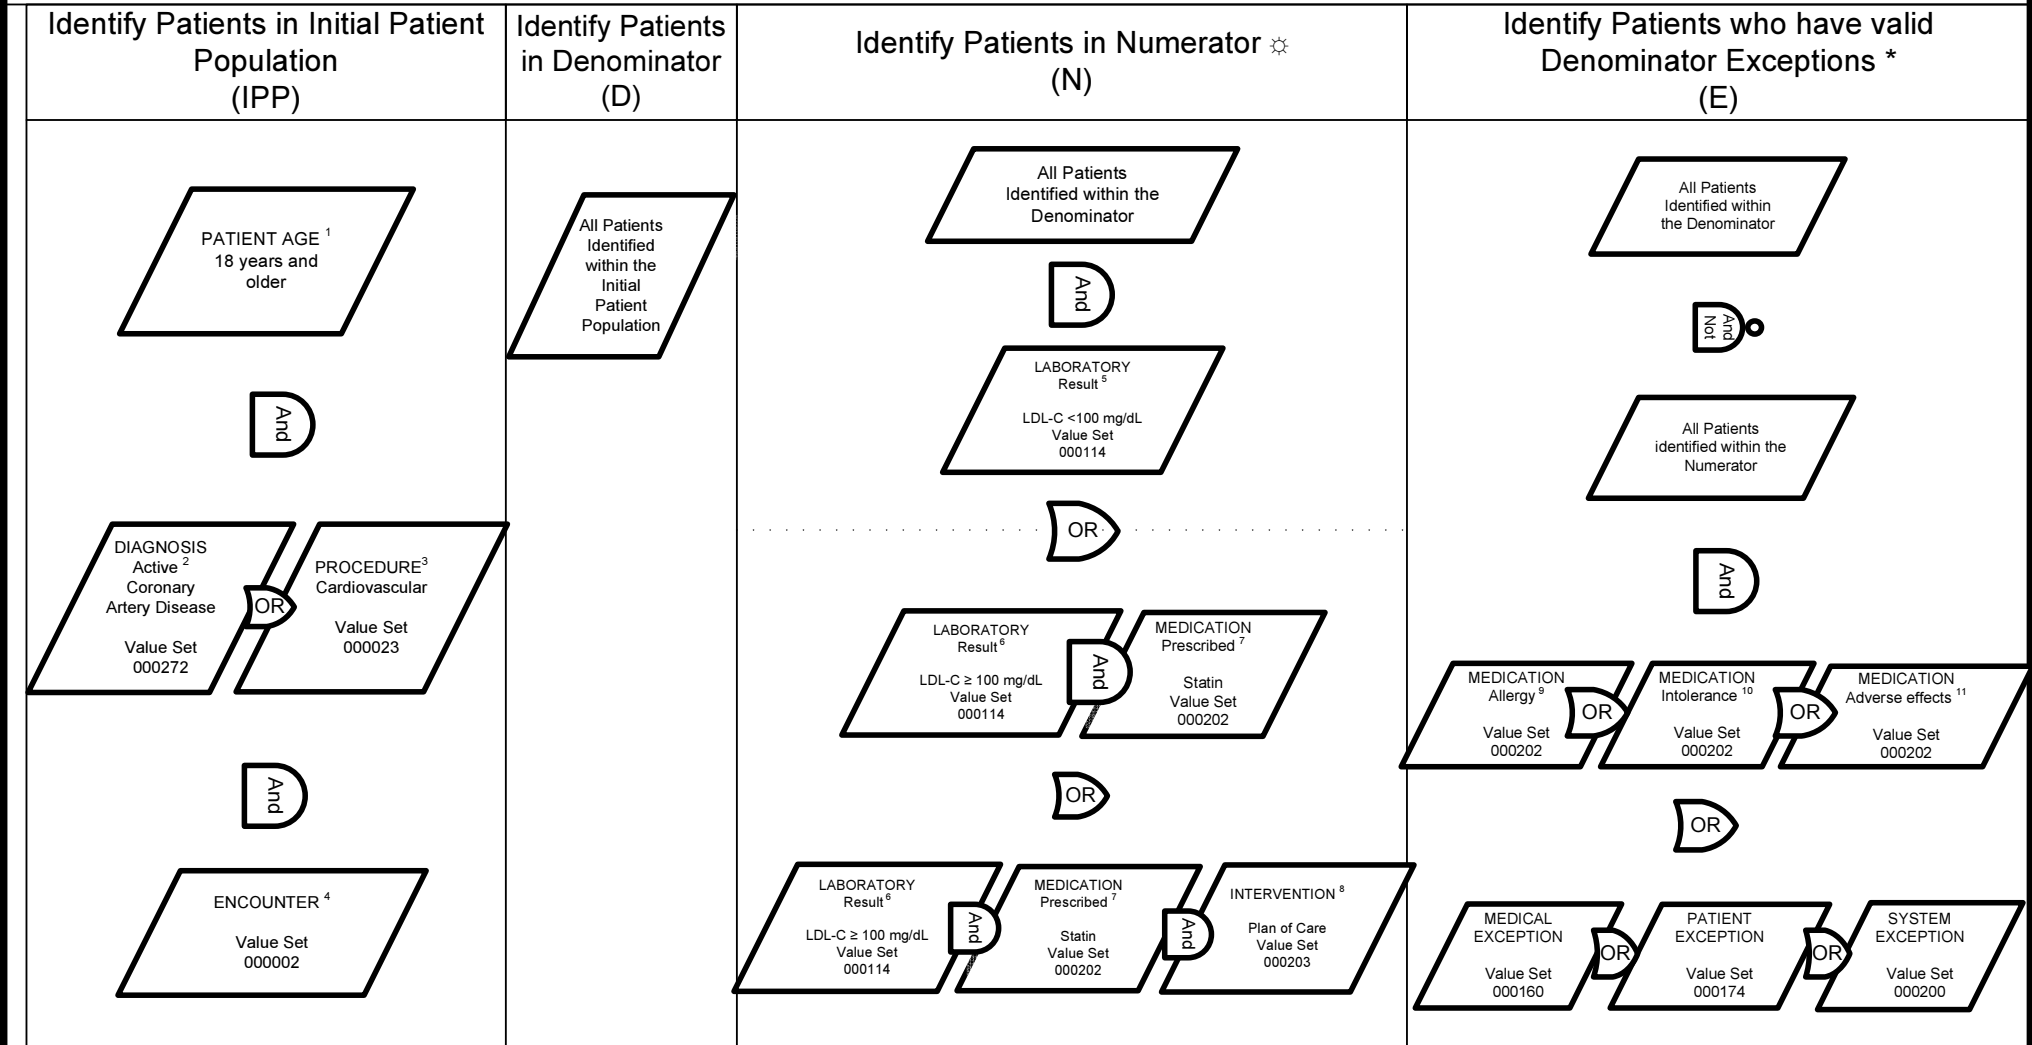 Identify Patients in Initial Patient
Population
(IPP)
Identify Patients
in Denominator
(D)
Identify Patients in Numerator ☼
(N)
Identify Patients who have valid
Denominator Exceptions *
(E)
PATIENT AGE 1
18 years and
older
And
DIAGNOSIS
Active 2
Coronary
Artery Disease
Value Set
000272
OR
PROCEDURE3
Cardiovascular
Value Set
000023
And
ENCOUNTER 4
Value Set
000002
All Patients
Identified
within the
Initial
Patient
Population
All Patients
Identified within the
Denominator
And
LABORATORY
Result 5
LDL-C <100 mg/dL
Value Set
000114
OR
LABORATORY
Result 6
LDL-C ≥ 100 mg/dL
Value Set
000114
And
MEDICATION
Prescribed 7
Statin
Value Set
000202
OR
LABORATORY
Result 6
LDL-C ≥ 100 mg/dL
Value Set
000114
And
MEDICATION
Prescribed 7
Statin
Value Set
000202
And
INTERVENTION 8
Plan of Care
Value Set
000203
All Patients
Identified within
the Denominator
And
Not
All Patients
identified within the
Numerator
And
MEDICATION
Allergy 9
Value Set
000202
OR
MEDICATION
Intolerance 10
Value Set
000202
OR
MEDICATION
Adverse effects 11
Value Set
000202
OR
MEDICAL
EXCEPTION
Value Set
000160
OR
PATIENT
EXCEPTION
Value Set
000174
OR
SYSTEM
EXCEPTION
Value Set
000200